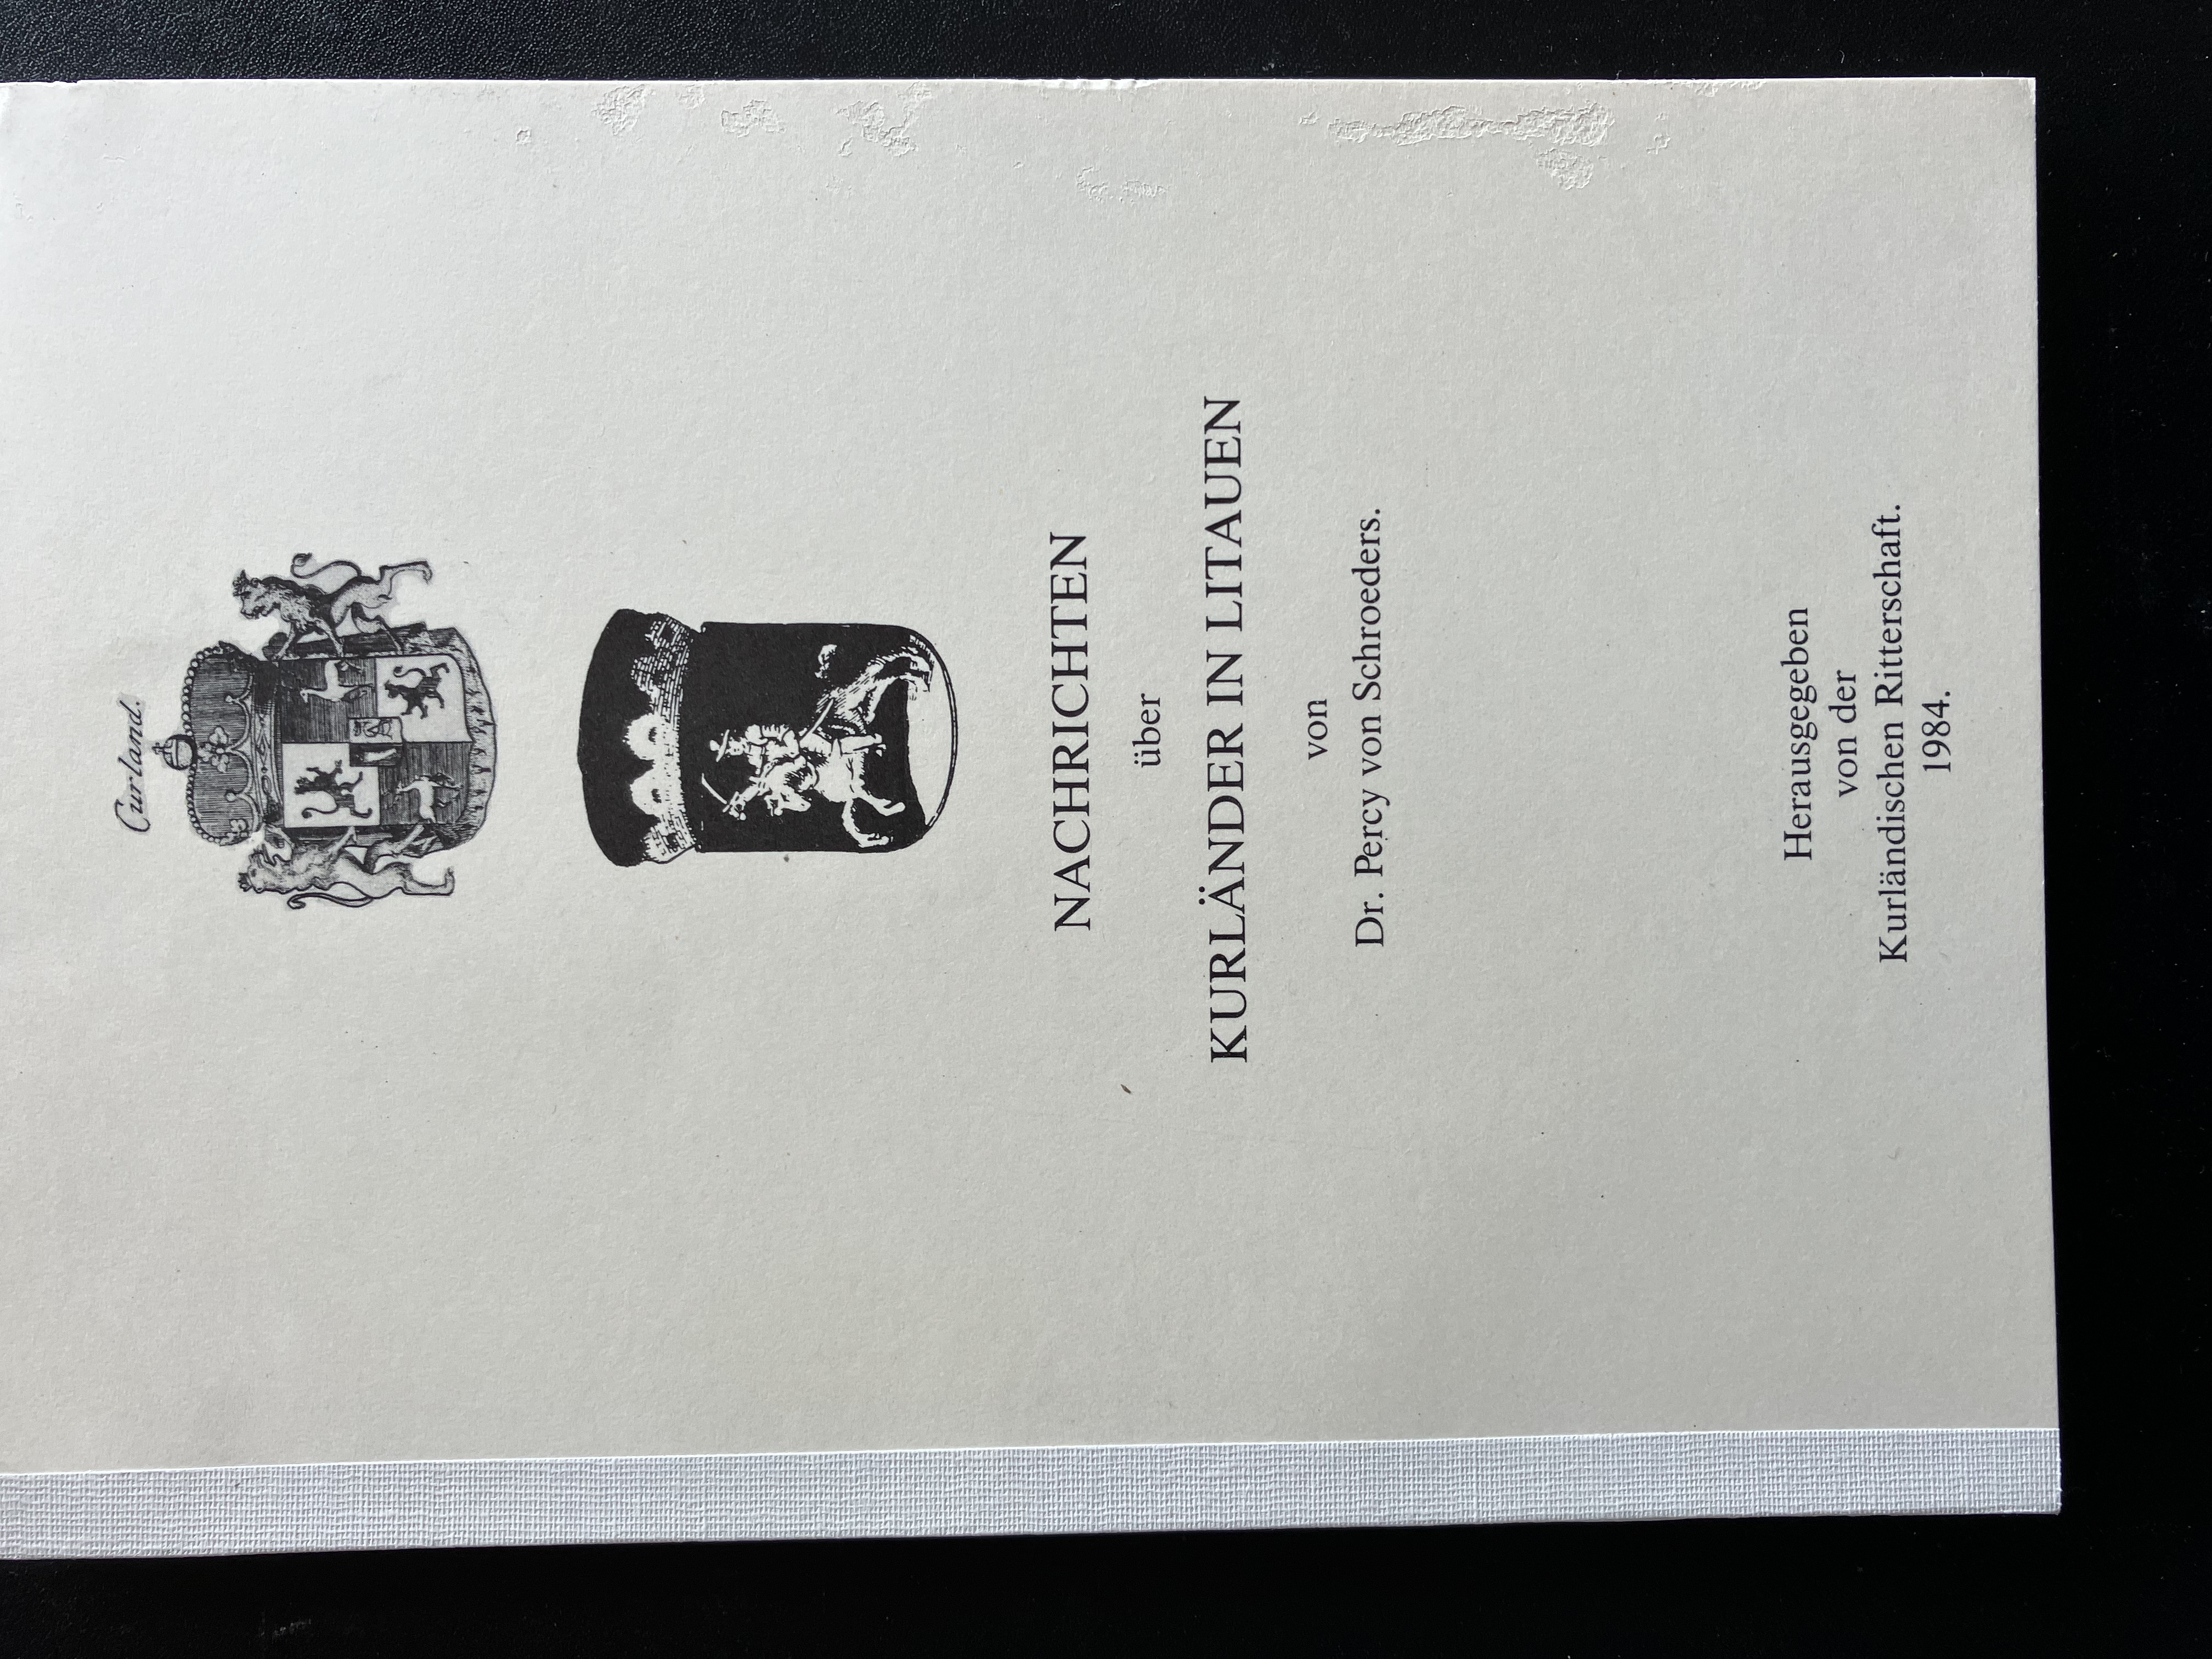 Curland.
NACHRICHTEN
über
KURLÄNDER IN LITAUEN
von
Dr. Percy von Schroeders.
Herausgegeben
von der
Kurländischen Ritterschaft.
1984.